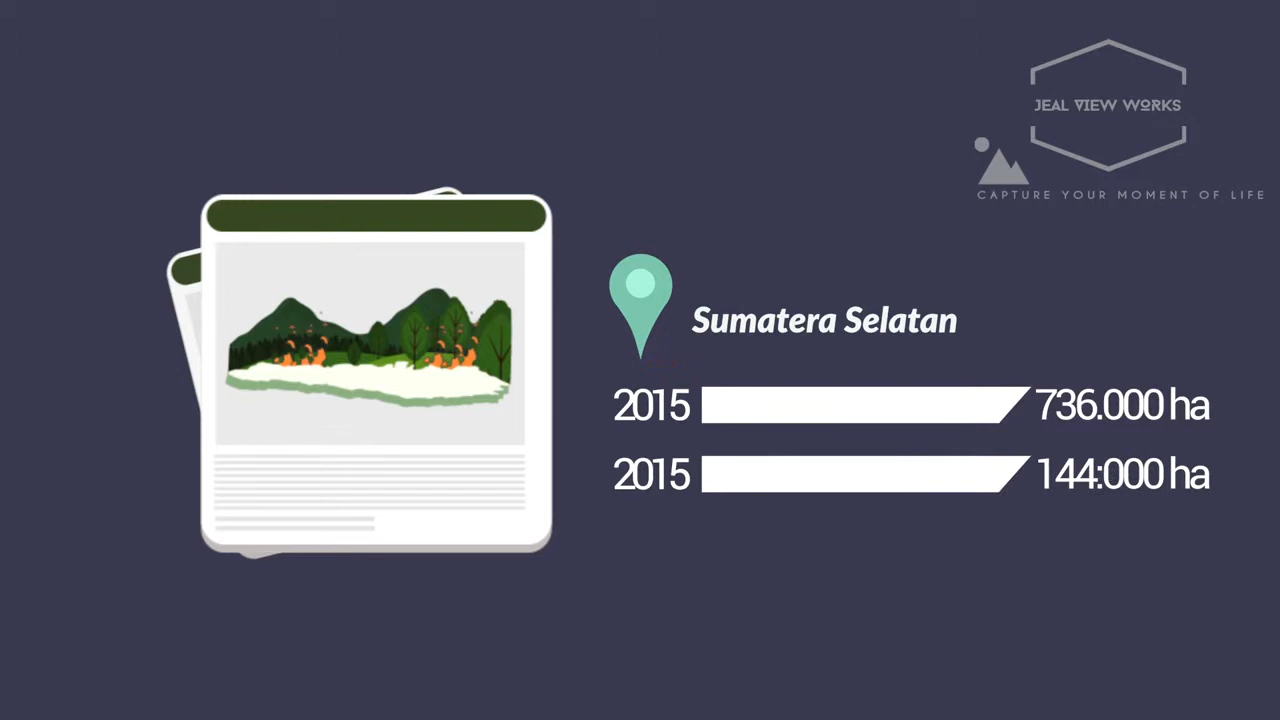 JEAL VIEW WORKS
CAPTURE YOUR MOMENT OF LIFE
Sumatera Selatan
2015 736.000 ha
2015 144:000 ha